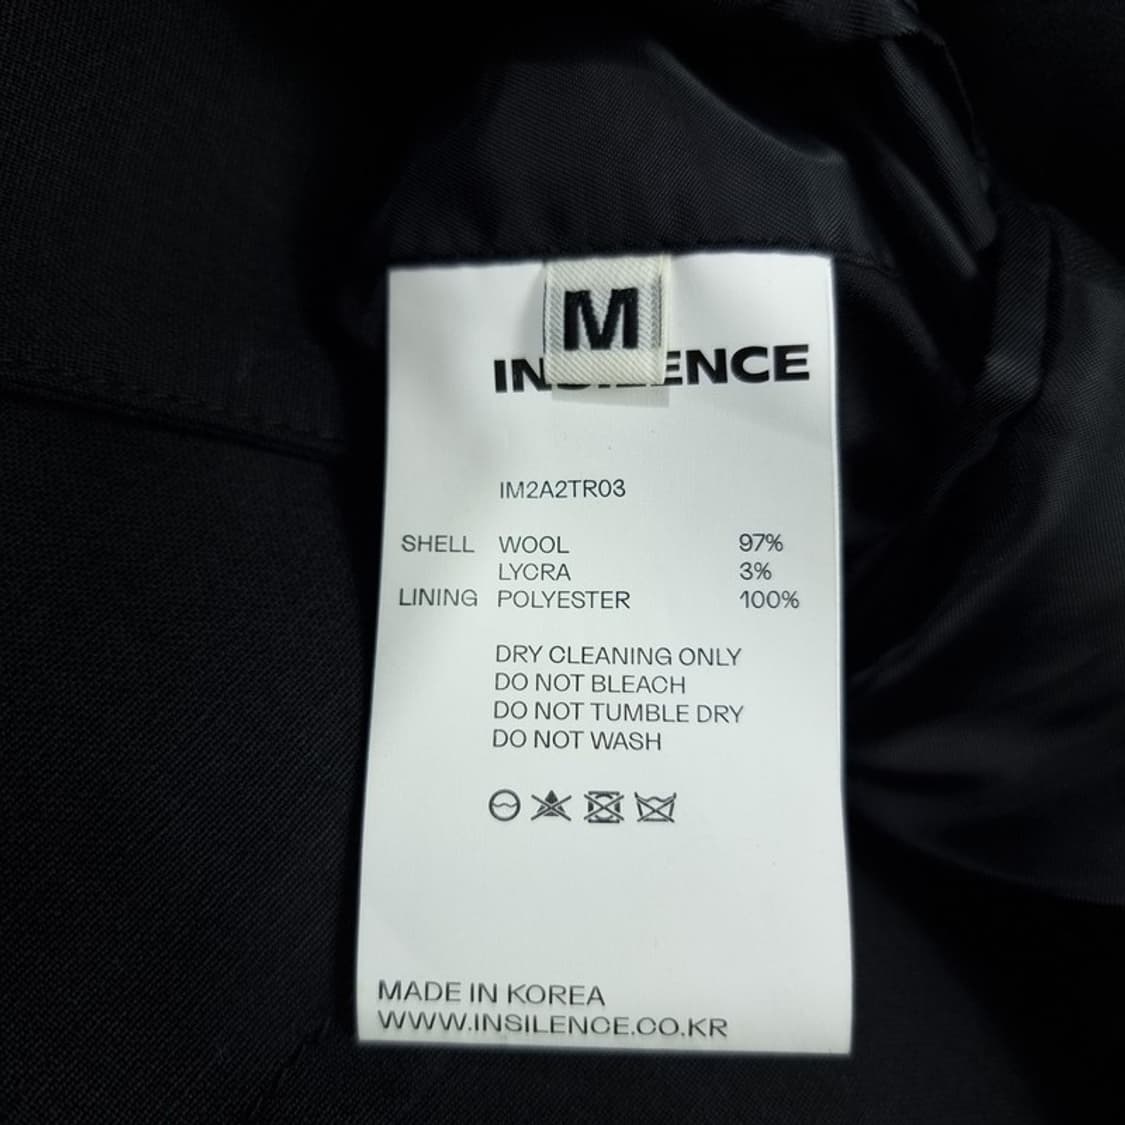 M
INSILENCE
IM2A2TR03
SHELL WOOL 97%
LYCRA 3%
LINING POLYESTER 100%
DRY CLEANING ONLY
DO NOT BLEACH
DO NOT TUMBLE DRY
DO NOT WASH
MADE IN KOREA
WWW.INSILENCE.CO.KR